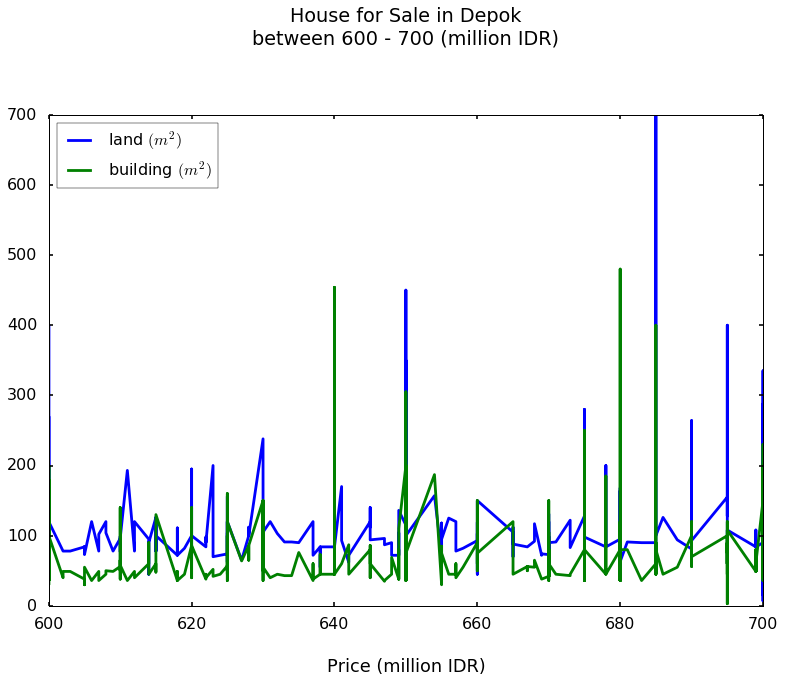 House for Sale in Depok
between 600 - 700 (million IDR)
700
land (m²)
building (m²)
600
500
400
300
200
100
0
600 620 640 660 680 700
Price (million IDR)